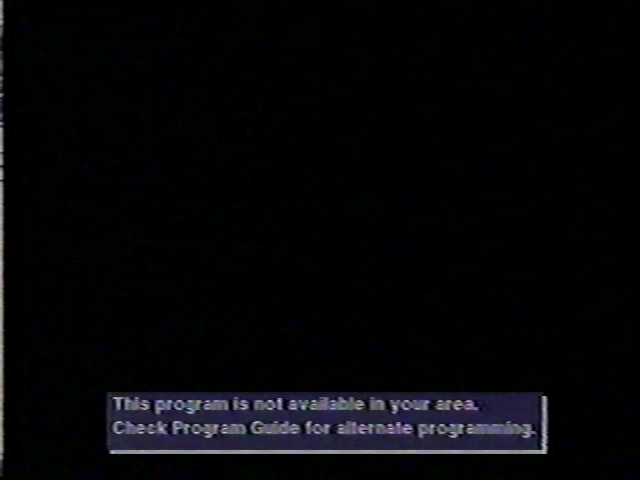 This program is not available in your area.
Check Program Guide for alternate programming.